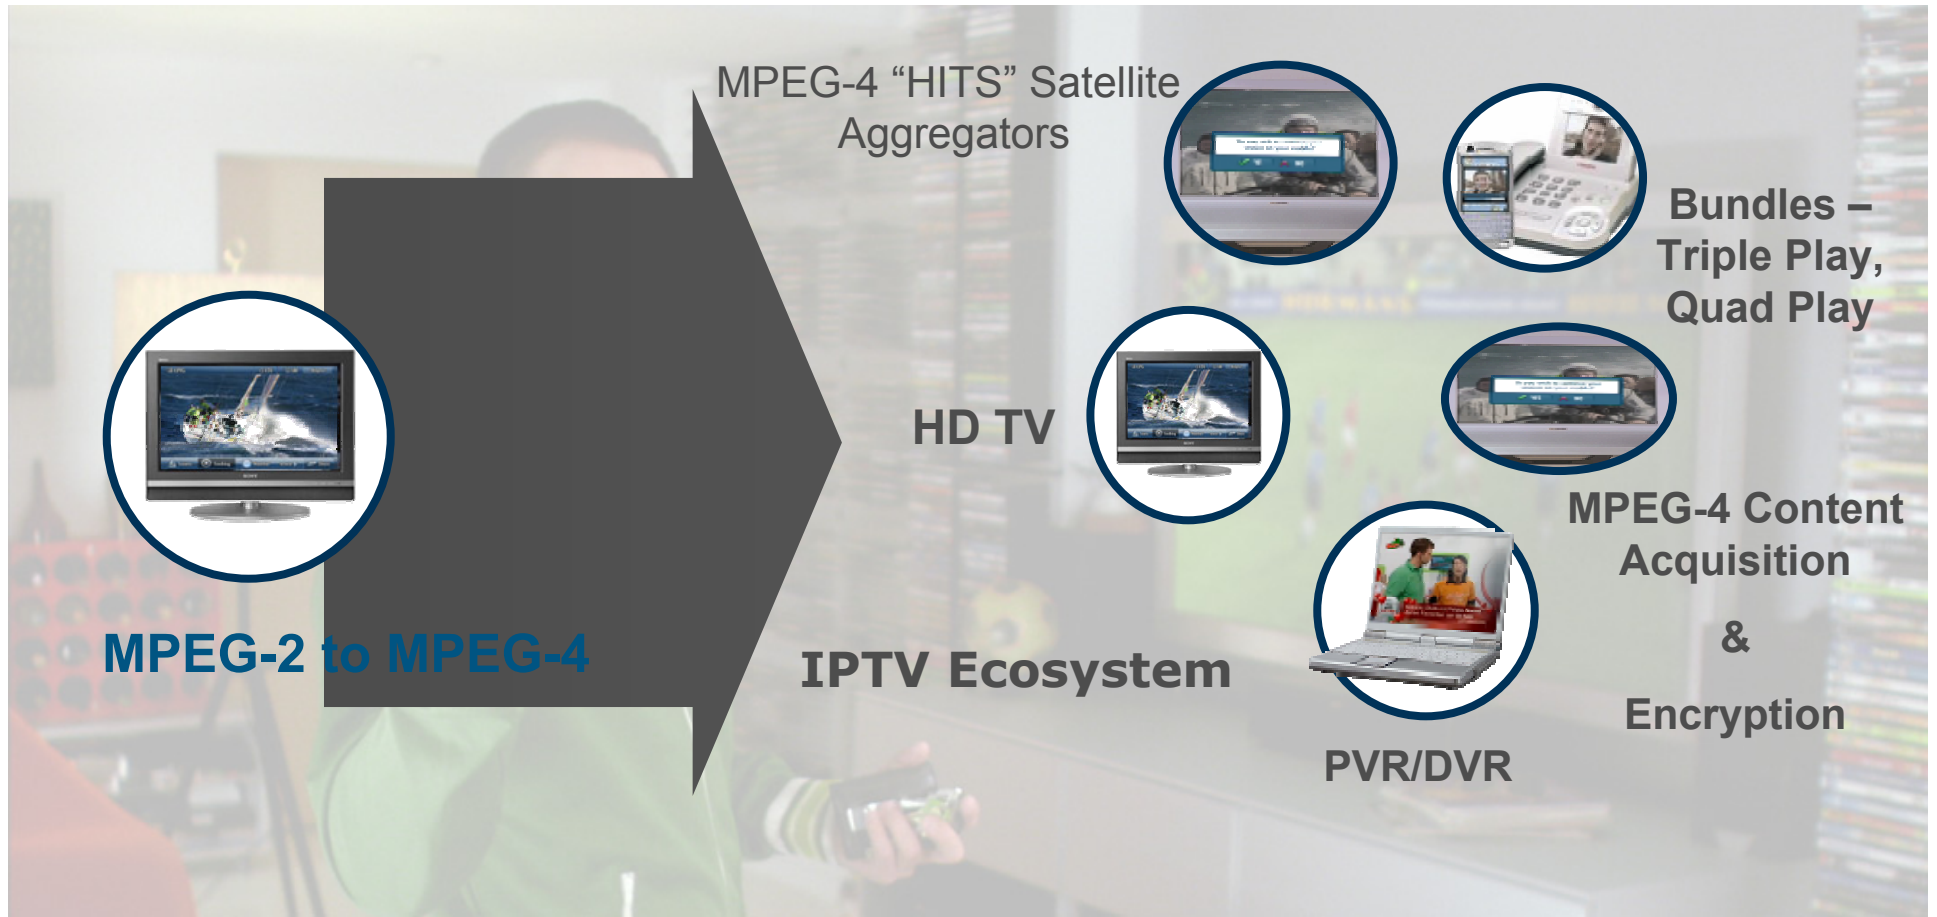 MPEG-4 “HITS” Satellite
Aggregators
Bundles –
Triple Play,
Quad Play
HD TV
MPEG-4 Content
Acquisition
&
Encryption
MPEG-2 to MPEG-4
IPTV Ecosystem
PVR/DVR